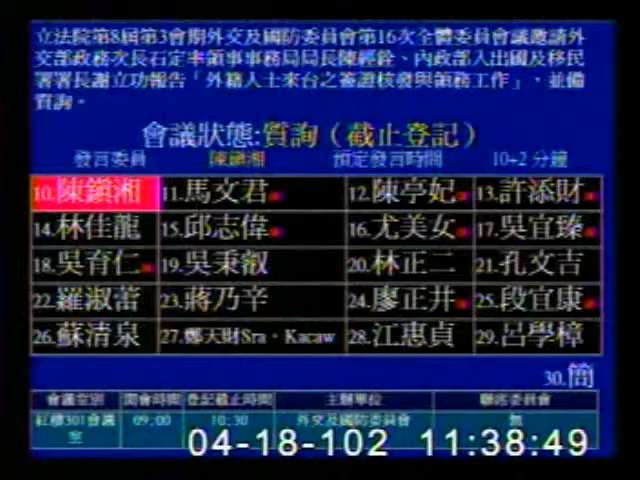 立法院第8屆第3會期外交及國防委員會第16次全體委員會議邀請外
交部政務次長石定率領事事務局局長陳經銓、內政部入出國及移民
署署長謝立功報告「外籍人士來台之簽證核發與領務工作」，並備
質詢。
會議狀態:質詢（截止登記）
發言委員 陳鎮湘 預定發言時間 10+2 分鐘
10.陳鎮湘 11.馬文君 12.陳亭妃 13.許添財
14.林佳龍 15.邱志偉 16.尤美女 17.吳宜臻
18.吳育仁 19.吳秉叡 20.林正二 21.孔文吉
22.羅淑蕾 23.蔣乃辛 24.廖正井 25.段宜康
26.蘇清泉 27.鄭天財Sra．Kacaw 28.江惠貞 29.呂學樟
30.簡
會議室別 開會時間 登記截止時間 主辦單位 聯席委員會
紅樓301會議室 09:00 10:30 外交及國防委員會 無
04-18-102 11:38:49